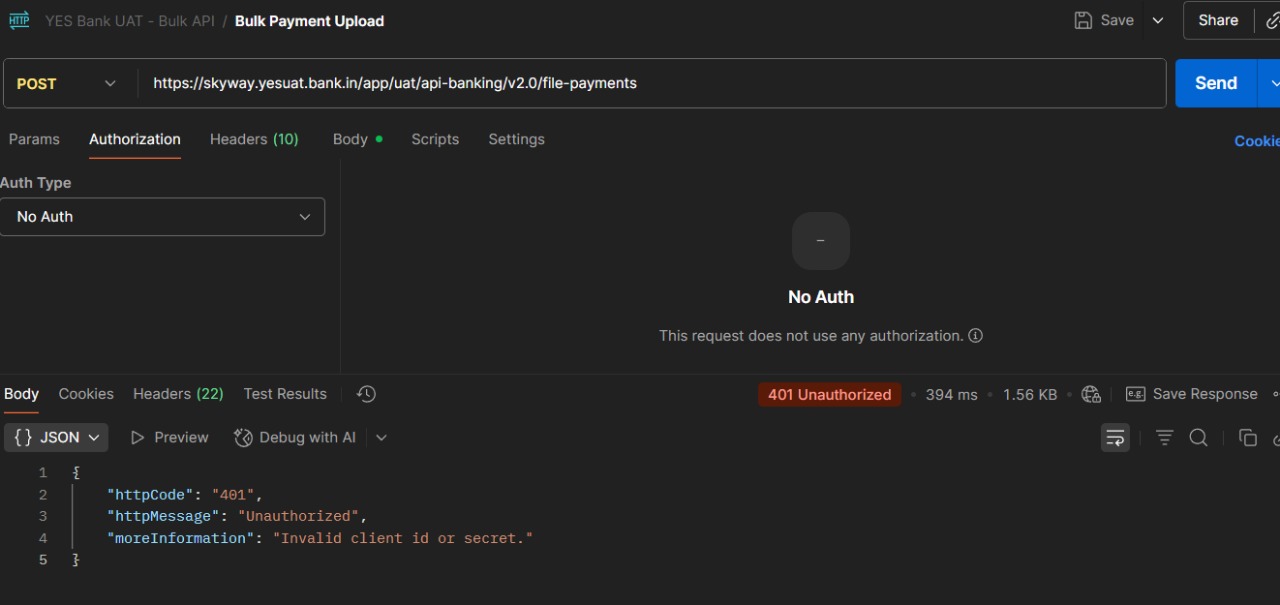 HTTP YES Bank UAT - Bulk API / Bulk Payment Upload Save Share
POST https://skyway.yesuat.bank.in/app/uat/api-banking/v2.0/file-payments Send
Params Authorization Headers (10) Body Scripts Settings Cookie
Auth Type
No Auth
No Auth
This request does not use any authorization.
Body Cookies Headers (22) Test Results 401 Unauthorized 394 ms 1.56 KB e.g. Save Response
{} JSON Preview Debug with AI
1 {
2 "httpCode": "401",
3 "httpMessage": "Unauthorized",
4 "moreInformation": "Invalid client id or secret."
5 }